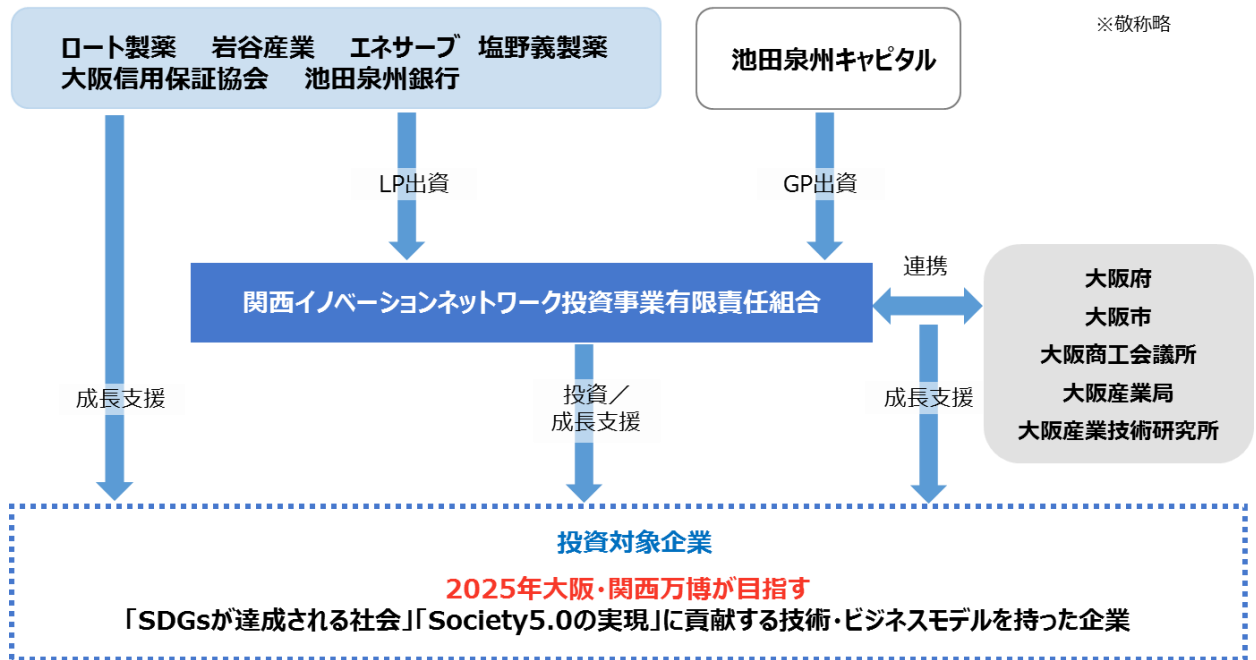 ※敬称略
ロート製薬 岩谷産業 エネサーブ 塩野義製薬
大阪信用保証協会 池田泉州銀行
池田泉州キャピタル
LP出資
GP出資
関西イノベーションネットワーク投資事業有限責任組合
連携
大阪府
大阪市
大阪商工会議所
大阪産業局
大阪産業技術研究所
成長支援
投資／
成長支援
成長支援
投資対象企業
2025年大阪・関西万博が目指す
「SDGsが達成される社会」「Society5.0の実現」に貢献する技術・ビジネスモデルを持った企業